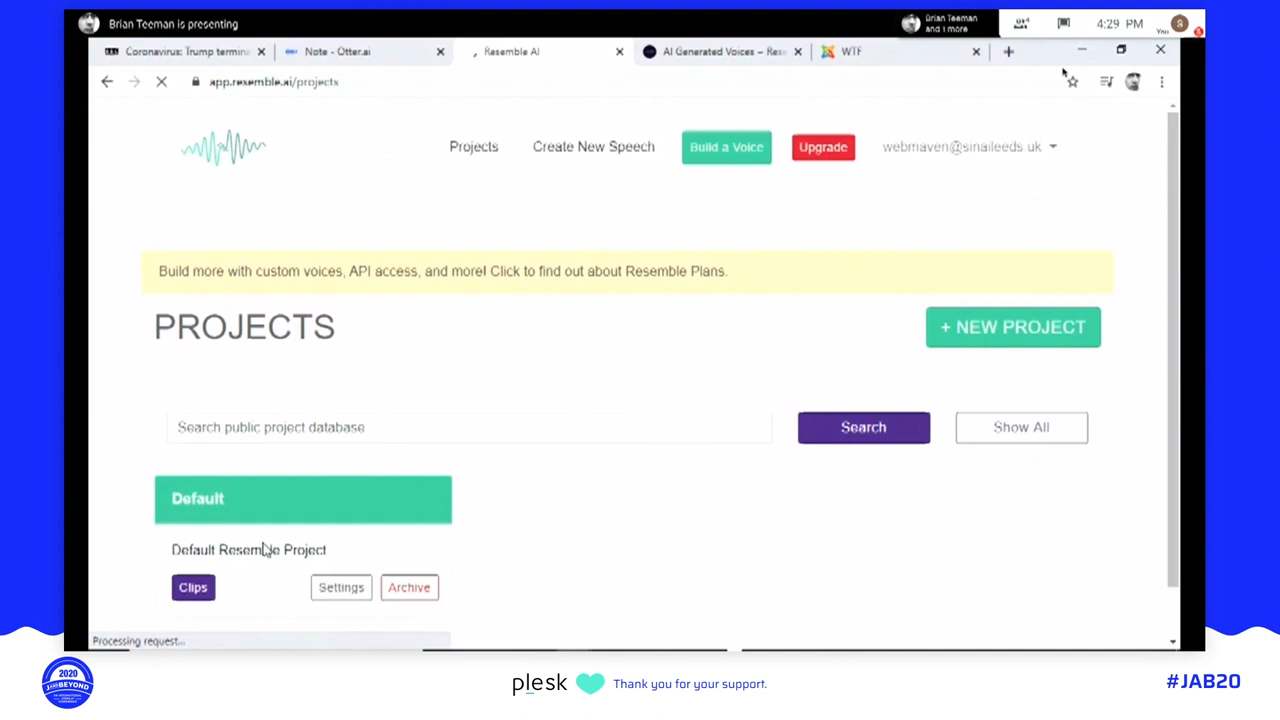 Brian Teeman is presenting
Brian Teeman
and 1 more
4:29 PM
You
S
Coronavirus: Trump termina
Note - Otter.ai
Resemble AI
AI Generated Voices – Rese
WTF
app.resemble.ai/projects
Projects
Create New Speech
Build a Voice
Upgrade
webmaven@sinaileeds.uk
Build more with custom voices, API access, and more! Click to find out about Resemble Plans.
PROJECTS
+ NEW PROJECT
Search public project database
Search
Show All
Default
Default Resemble Project
Clips
Settings
Archive
Processing request...
2020
JANDBEYOND
plesk
Thank you for your support.
#JAB20